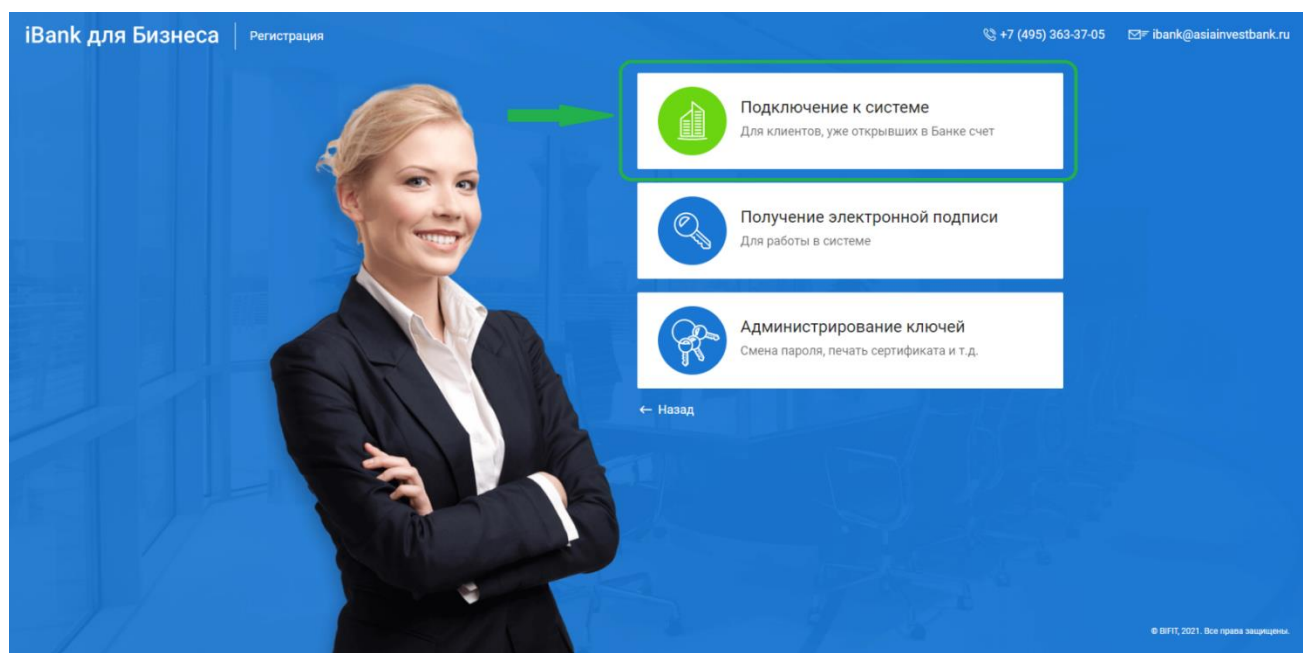 iBank для Бизнеса
Регистрация
+7 (495) 363-37-05
ibank@asiainvestbank.ru
Подключение к системе
Для клиентов, уже открывших в Банке счет
Получение электронной подписи
Для работы в системе
Администрирование ключей
Смена пароля, печать сертификата и т.д.
← Назад
© BIFIT, 2021. Все права защищены.